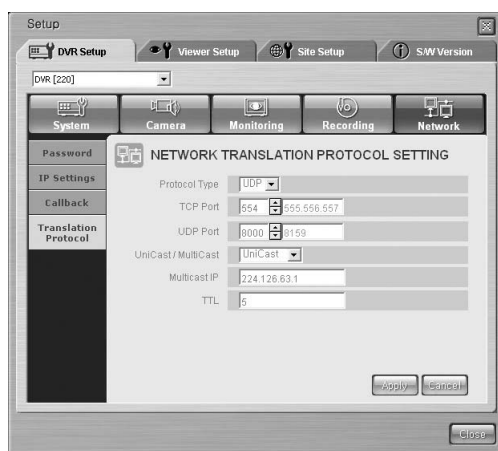 Setup
DVR Setup
Viewer Setup
Site Setup
S/W Version
DVR [220]
System
Camera
Monitoring
Recording
Network
Password
IP Settings
Callback
Translation
Protocol
NETWORK TRANSLATION PROTOCOL SETTING
Protocol Type UDP
TCP Port 554 555.556.557
UDP Port 8000 8159
UniCast / MultiCast UniCast
Multicast IP 224.126.63.1
TTL 5
Apply Cancel
Close